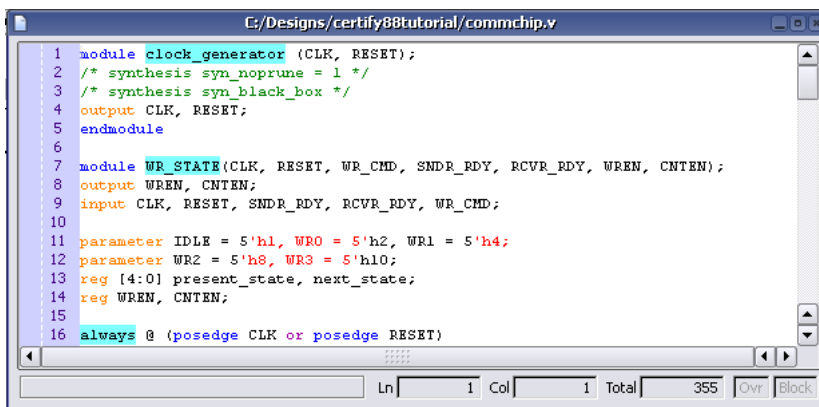 C:/Designs/certify88tutorial/commchip.v
1 module clock_generator (CLK, RESET);
2 /* synthesis syn_noprune = 1 */
3 /* synthesis syn_black_box */
4 output CLK, RESET;
5 endmodule
6
7 module WR_STATE(CLK, RESET, WR_CMD, SNDR_RDY, RCVR_RDY, WREN, CNTEN);
8 output WREN, CNTEN;
9 input CLK, RESET, SNDR_RDY, RCVR_RDY, WR_CMD;
10
11 parameter IDLE = 5'h1, WR0 = 5'h2, WR1 = 5'h4;
12 parameter WR2 = 5'h8, WR3 = 5'h10;
13 reg [4:0] present_state, next_state;
14 reg WREN, CNTEN;
15
16 always @ (posedge CLK or posedge RESET)
Ln 1 Col 1 Total 355 Ovr Block